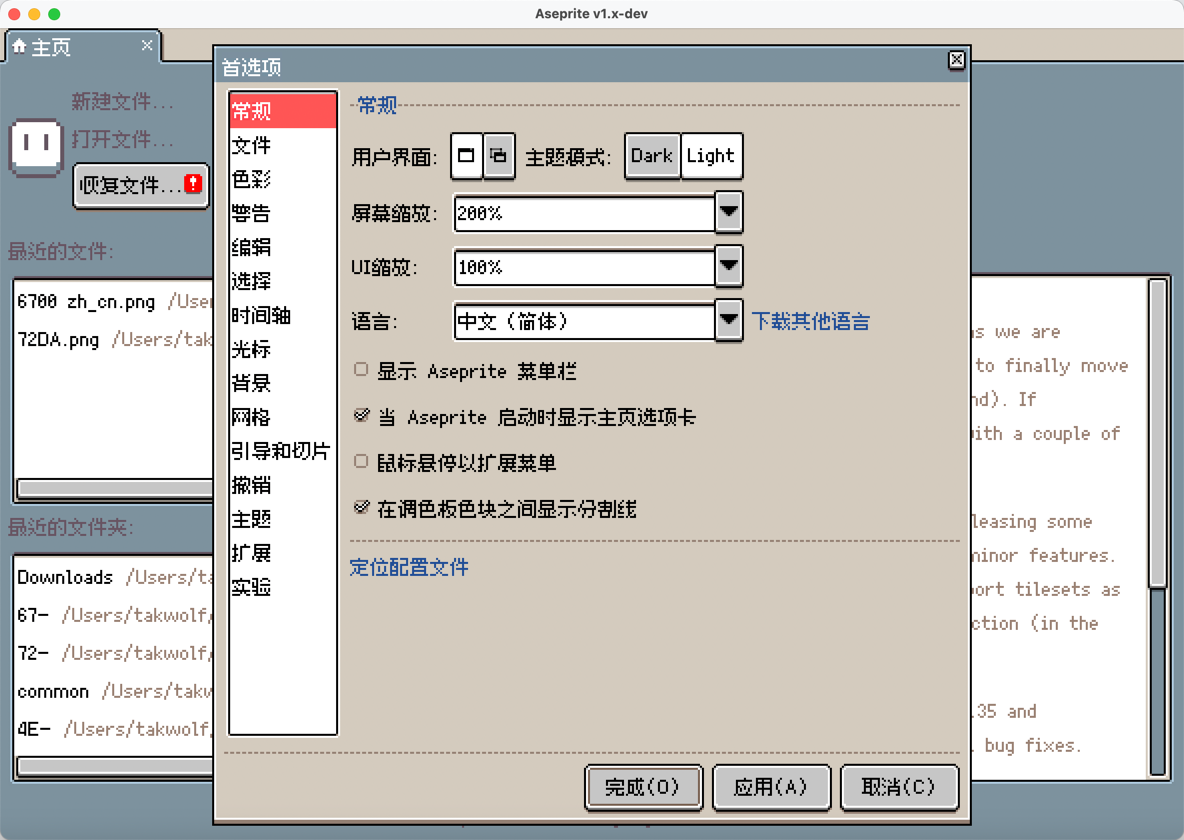 Aseprite v1.x-dev
主页
新建文件...
打开文件...
恢复文件...
最近的文件:
6700 zh_cn.png /User
72DA.png /Users/tak
最近的文件夹:
Downloads /Users/ta
67- /Users/takwolf/
72- /Users/takwolf/
common /Users/takw
4E- /Users/takwolf/
首选项
常规
文件
色彩
警告
编辑
选择
时间轴
光标
背景
网格
引导和切片
撤销
主题
扩展
实验
常规
用户界面: 主题模式: Dark Light
屏幕缩放: 200%
UI缩放: 100%
语言: 中文（简体） 下载其他语言
显示 Aseprite 菜单栏
当 Aseprite 启动时显示主页选项卡
鼠标悬停以扩展菜单
在调色板色块之间显示分割线
定位配置文件
完成(O) 应用(A) 取消(C)
as we are
to finally move
nd). If
with a couple of
leasing some
minor features.
port tilesets as
ction (in the
.35 and
bug fixes.